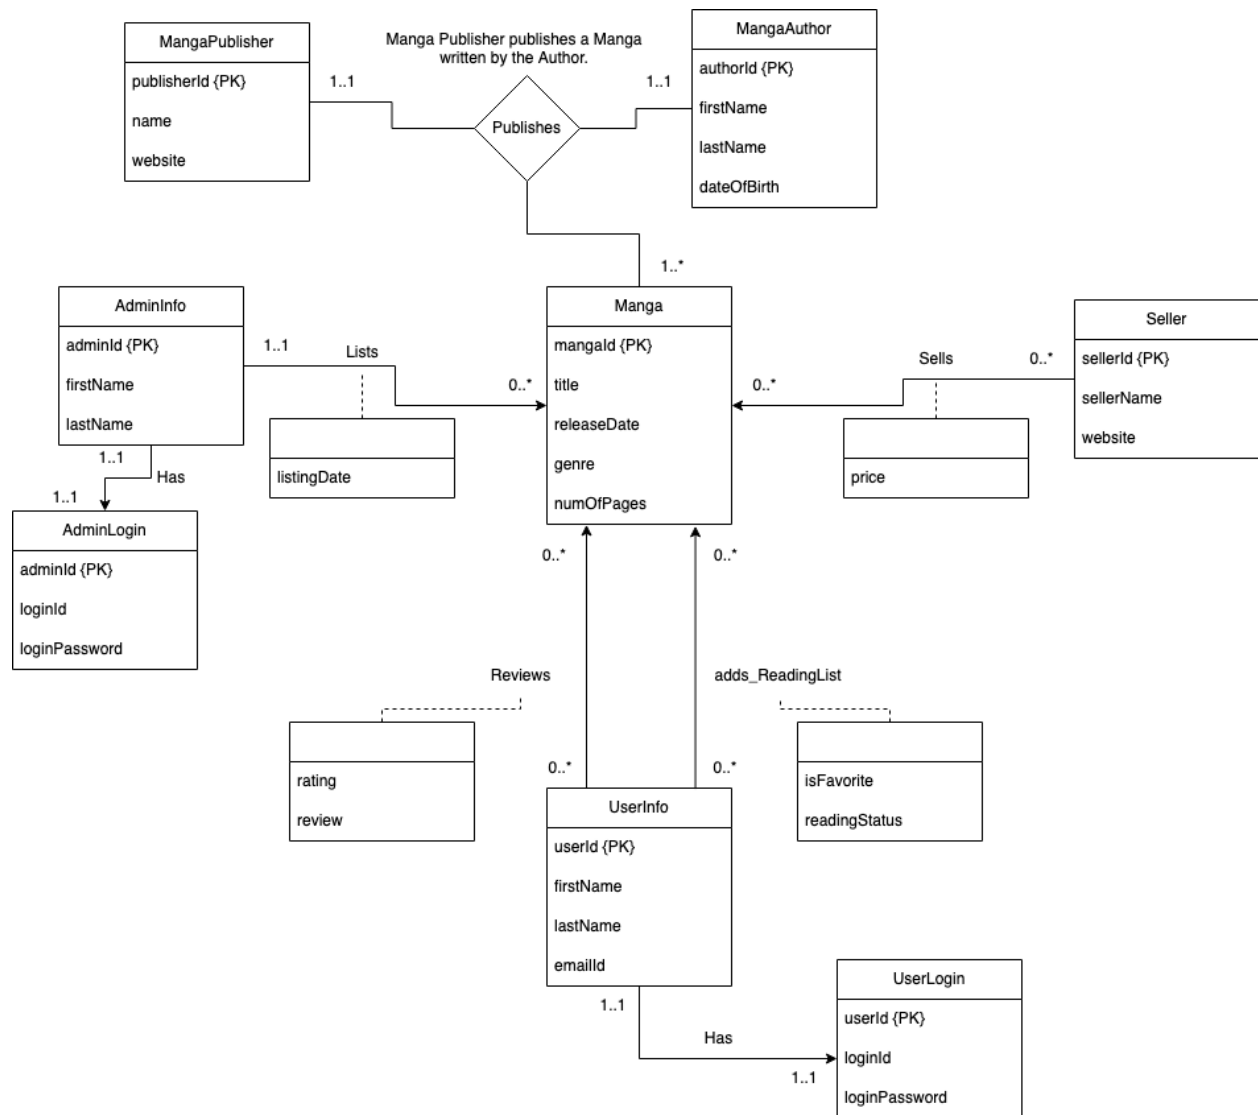 MangaPublisher
publisherId {PK}
name
website
1..1
Manga Publisher publishes a Manga
written by the Author.
Publishes
1..1
MangaAuthor
authorId {PK}
firstName
lastName
dateOfBirth
1..*
AdminInfo
adminId {PK}
firstName
lastName
1..1
Lists
0..*
listingDate
Manga
mangaId {PK}
title
releaseDate
genre
numOfPages
0..*
Sells
0..*
price
Seller
sellerId {PK}
sellerName
website
1..1
Has
1..1
AdminLogin
adminId {PK}
loginId
loginPassword
0..*
0..*
Reviews
adds_ReadingList
rating
review
isFavorite
readingStatus
0..*
0..*
UserInfo
userId {PK}
firstName
lastName
emailId
1..1
Has
1..1
UserLogin
userId {PK}
loginId
loginPassword